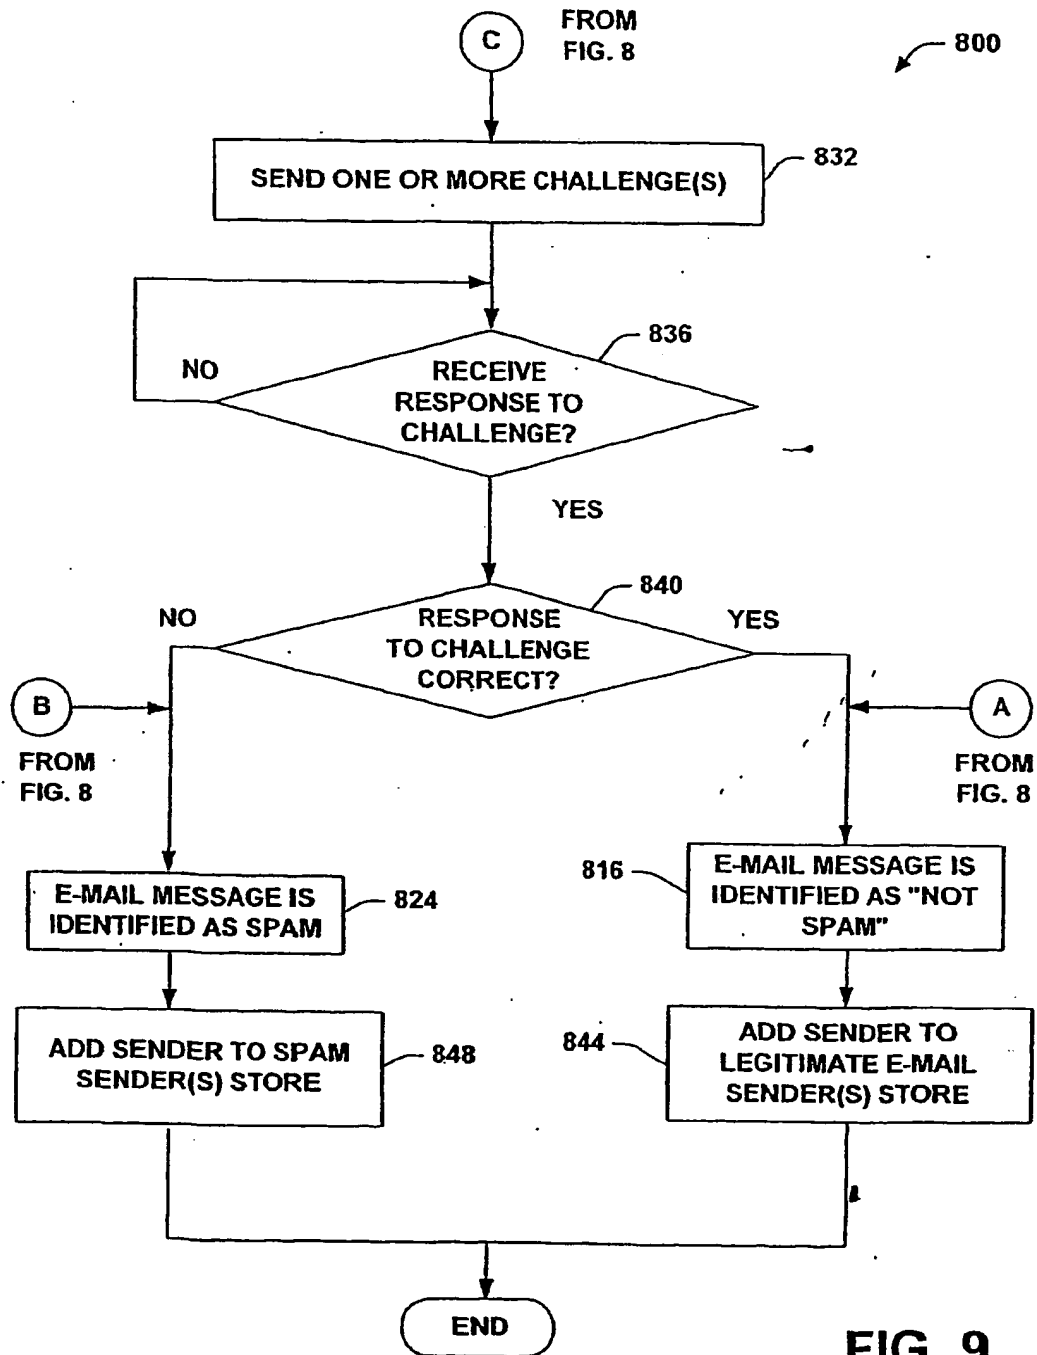 C
FROM
FIG. 8
800
SEND ONE OR MORE CHALLENGE(S)
832
836
NO
RECEIVE
RESPONSE TO
CHALLENGE?
YES
840
NO
RESPONSE
TO CHALLENGE
CORRECT?
YES
B
FROM
FIG. 8
A
FROM
FIG. 8
E-MAIL MESSAGE IS
IDENTIFIED AS SPAM
824
816
E-MAIL MESSAGE IS
IDENTIFIED AS "NOT
SPAM"
ADD SENDER TO SPAM
SENDER(S) STORE
848
844
ADD SENDER TO
LEGITIMATE E-MAIL
SENDER(S) STORE
END
FIG. 9